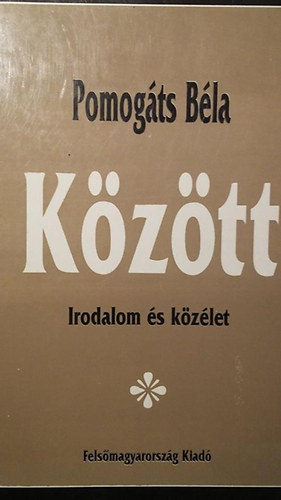 Pomogáts Béla
Között
Irodalom és közélet
Felsőmagyarország Kiadó